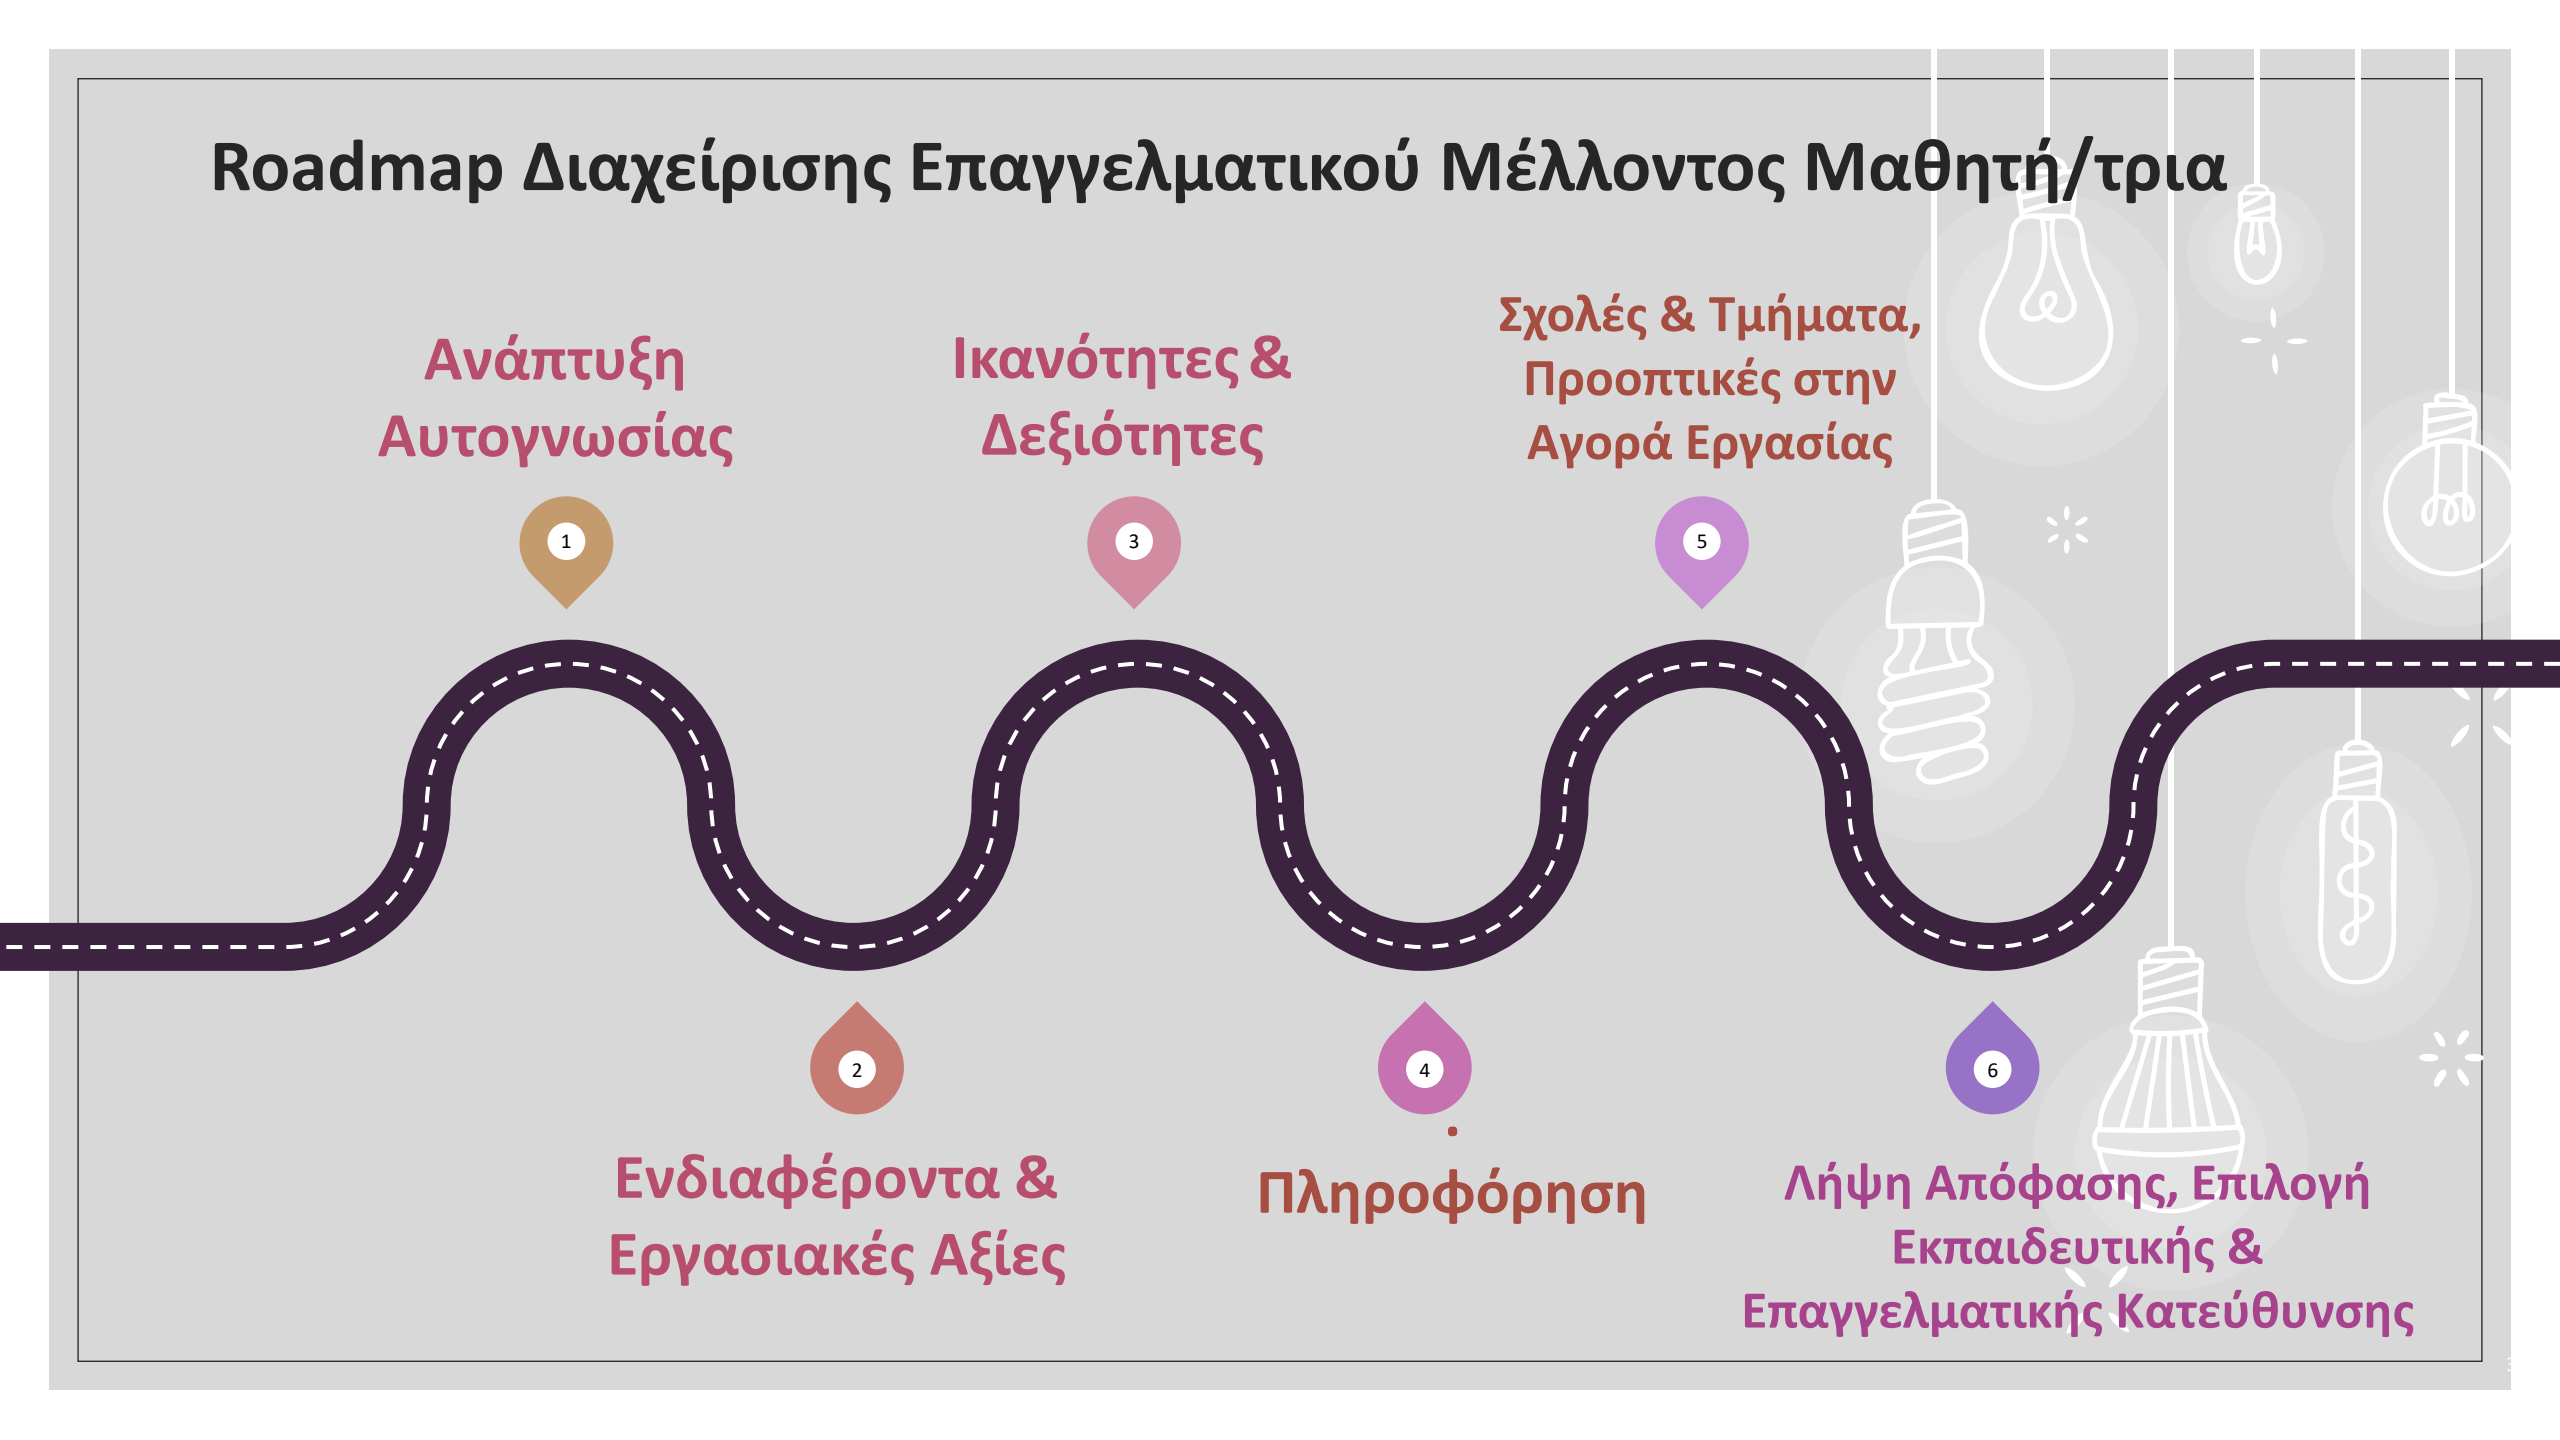 Roadmap Διαχείρισης Επαγγελματικού Μέλλοντος Μαθητή/τρια
Ανάπτυξη
Αυτογνωσίας
1
2
Ενδιαφέροντα &
Εργασιακές Αξίες
Ικανότητες &
Δεξιότητες
3
4
.
Πληροφόρηση
Σχολές & Τμήματα,
Προοπτικές στην
Αγορά Εργασίας
5
6
Λήψη Απόφασης, Επιλογή
Εκπαιδευτικής &
Επαγγελματικής Κατεύθυνσης